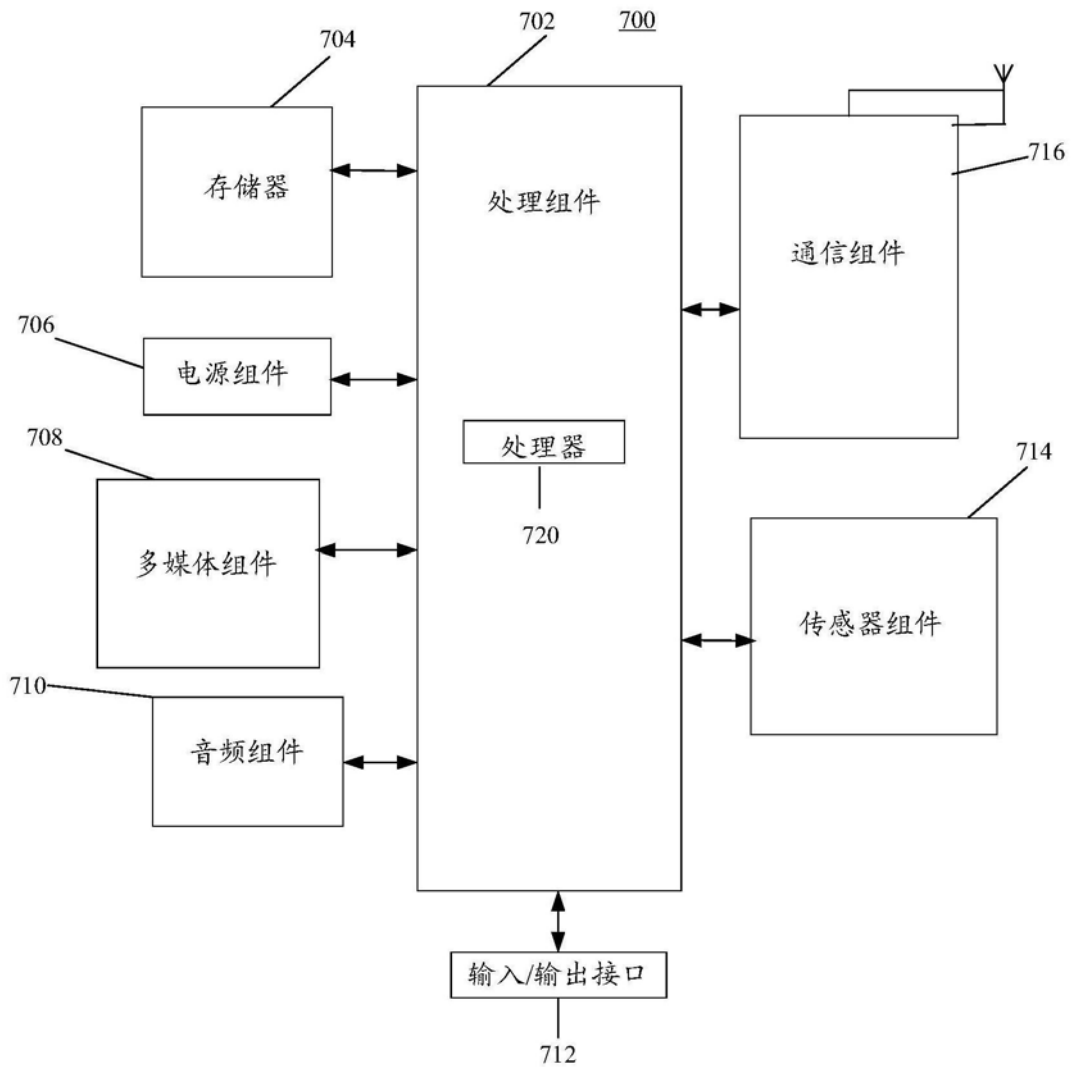 702
700
704
存储器
处理组件
716
通信组件
706
电源组件
708
处理器
720
714
多媒体组件
传感器组件
710
音频组件
输入/输出接口
712